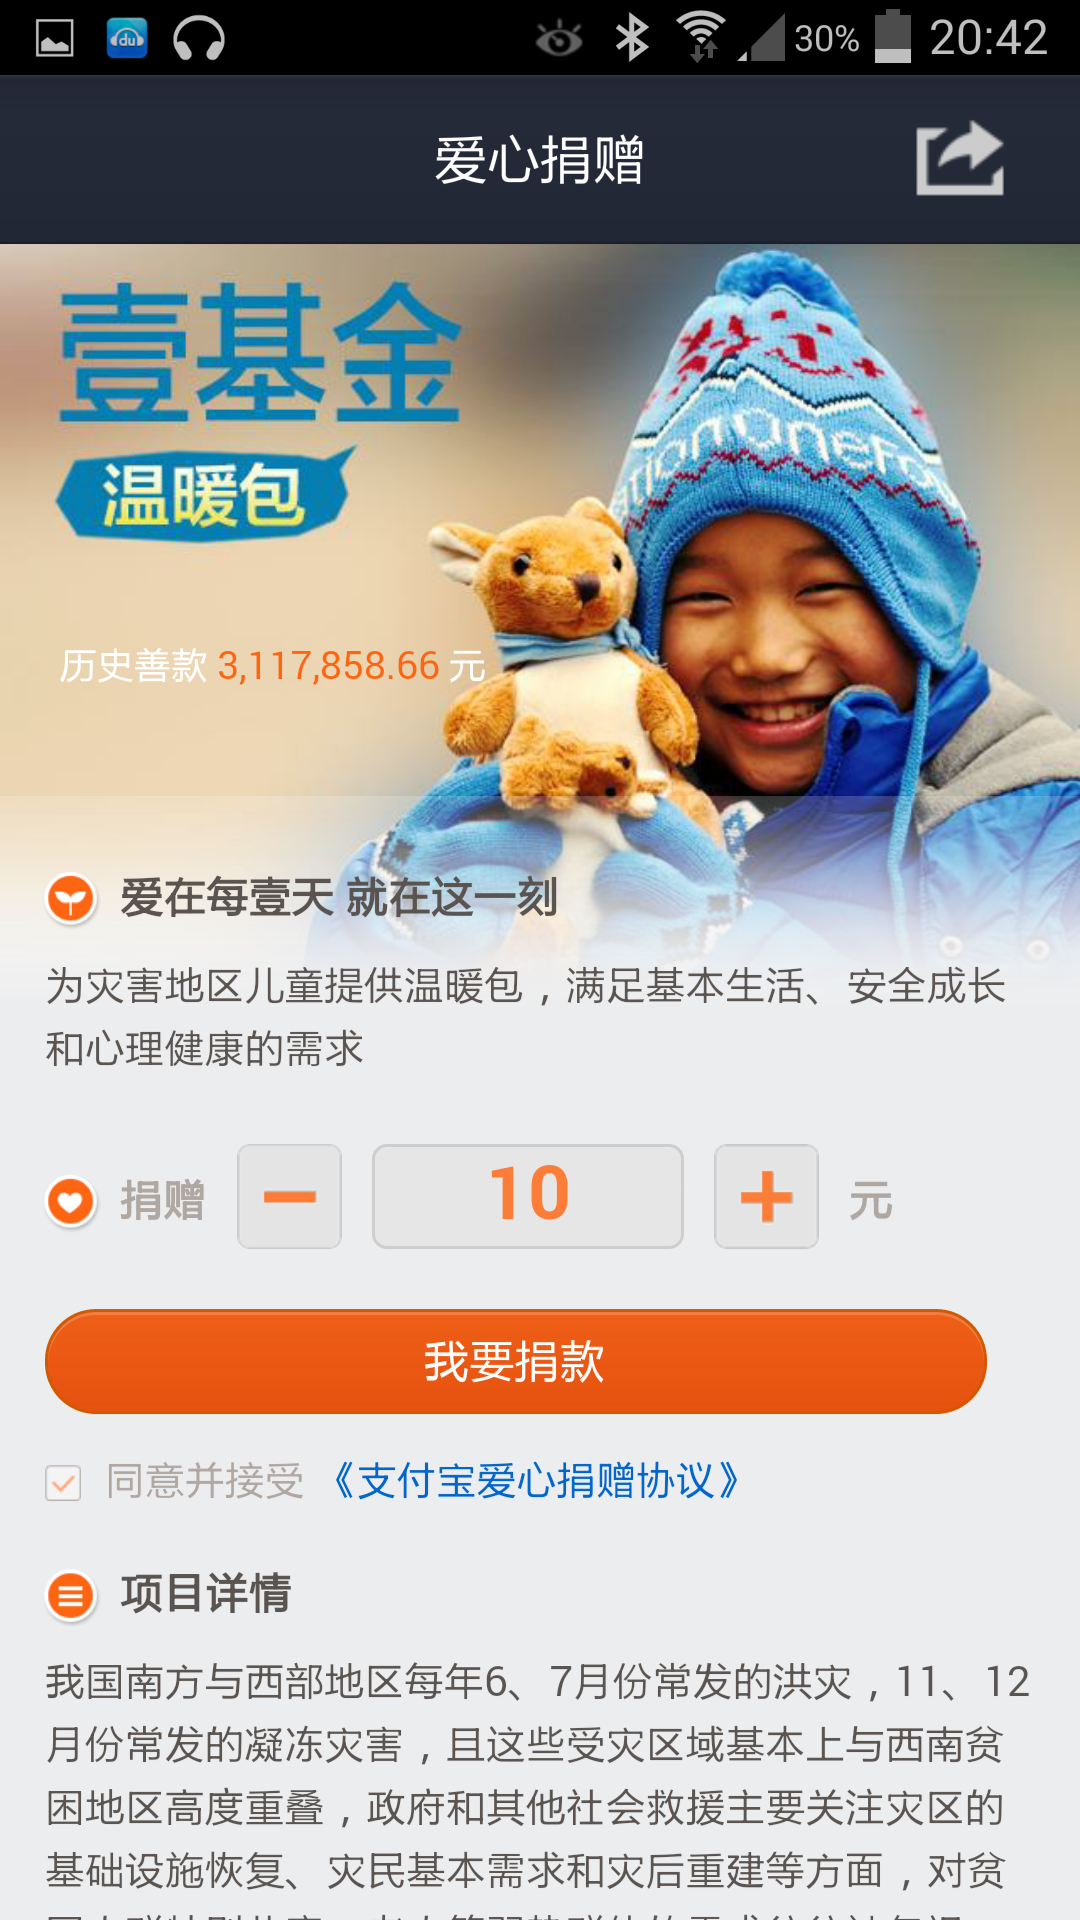 du
30%
20:42
爱心捐赠
壹基金
温暖包
历史善款 3,117,858.66 元
爱在每壹天 就在这一刻
为灾害地区儿童提供温暖包，满足基本生活、安全成长
和心理健康的需求
捐赠
10
元
我要捐款
同意并接受 《支付宝爱心捐赠协议》
项目详情
我国南方与西部地区每年6、7月份常发的洪灾，11、12
月份常发的凝冻灾害，且这些受灾区域基本上与西南贫
困地区高度重叠，政府和其他社会救援主要关注灾区的
基础设施恢复、灾民基本需求和灾后重建等方面，对贫